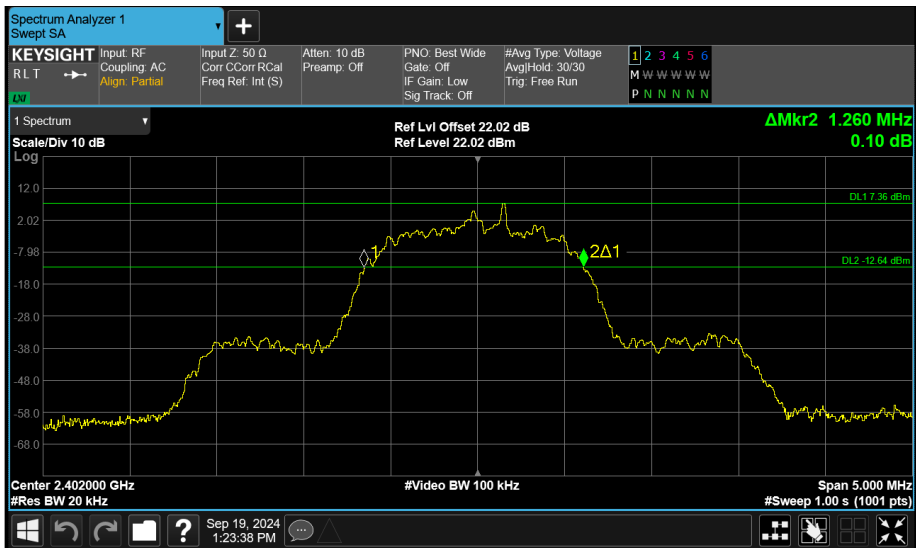 Spectrum Analyzer 1
Swept SA
+
KEYSIGHT Input: RF Input Z: 50 Ω Atten: 10 dB PNO: Best Wide #Avg Type: Voltage 1 2 3 4 5 6
RLT Coupling: AC Corr CCorr RCal Preamp: Off Gate: Off Avg|Hold: 30/30 M W W W W W
Align: Partial Freq Ref: Int (S) IF Gain: Low Trig: Free Run
LXI Sig Track: Off P N N N N N
1 Spectrum Ref Lvl Offset 22.02 dB ΔMkr2 1.260 MHz
Scale/Div 10 dB Ref Level 22.02 dBm 0.10 dB
Log
12.0
DL1 7.36 dBm
2.02
-7.98
1
2Δ1
DL2 -12.64 dBm
-18.0
-28.0
-38.0
-48.0
-58.0
-68.0
Center 2.402000 GHz #Video BW 100 kHz Span 5.000 MHz
#Res BW 20 kHz #Sweep 1.00 s (1001 pts)
? Sep 19, 2024
1:23:38 PM